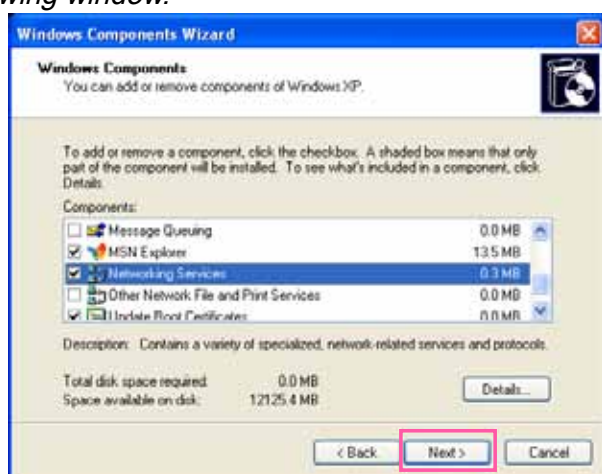 wing window.
Windows Components Wizard
Windows Components
You can add or remove components of Windows XP.
To add or remove a component, click the checkbox. A shaded box means that only
part of the component will be installed. To see what's included in a component, click
Details.
Components:
Message Queuing 0.0 MB
MSN Explorer 13.5 MB
Networking Services 0.3 MB
Other Network File and Print Services 0.0 MB
Update Root Certificates 0.0 MB
Description: Contains a variety of specialized, network-related services and protocols.
Total disk space required: 0.0 MB
Space available on disk: 12125.4 MB
Details...
< Back Next > Cancel